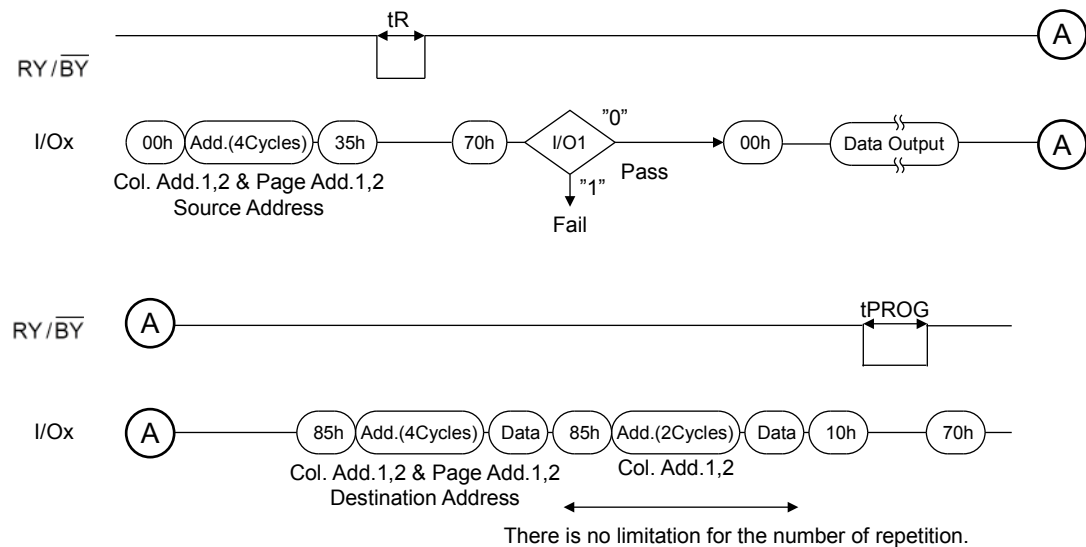 tR
A
RY/BY
I/Ox
00h Add.(4Cycles) 35h 70h I/O1 "0" 00h Data Output A
Pass
"1"
Col. Add.1,2 & Page Add.1,2
Source Address
Fail
tPROG
RY/BY A
I/Ox A 85h Add.(4Cycles) Data 85h Add.(2Cycles) Data 10h 70h
Col. Add.1,2 & Page Add.1,2 Col. Add.1,2
Destination Address
There is no limitation for the number of repetition.